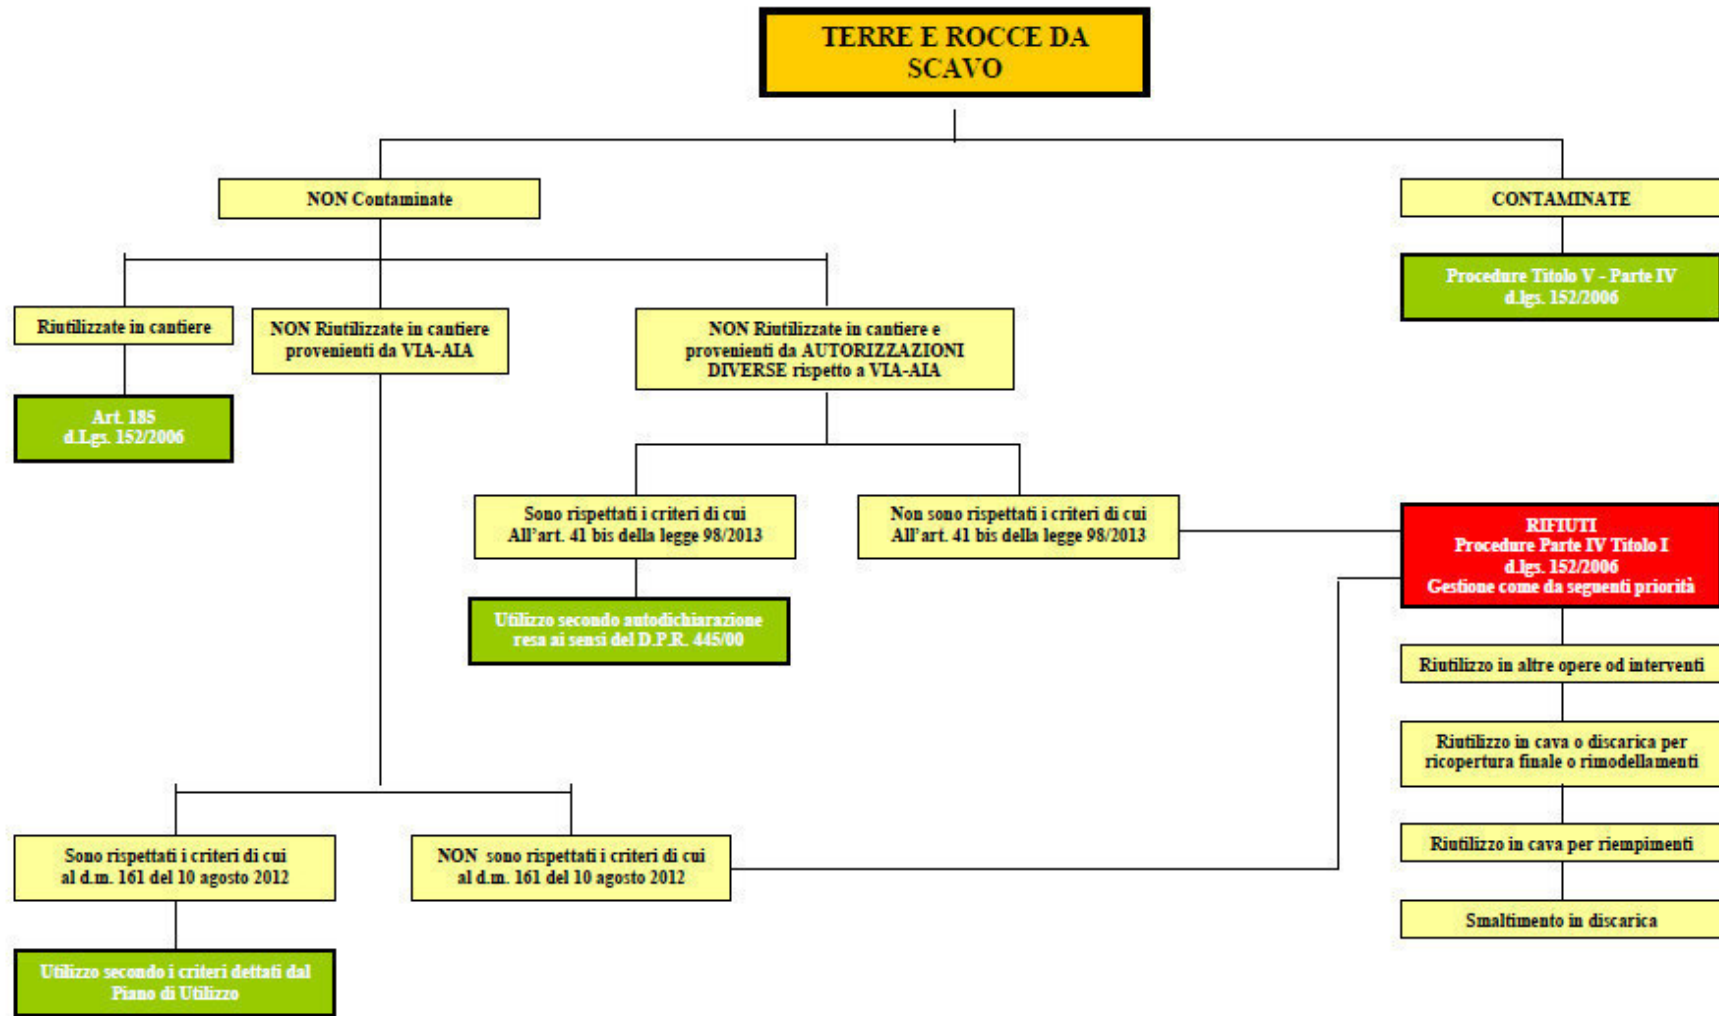 TERRE E ROCCE DA
SCAVO
NON Contaminate
CONTAMINATE
Procedure Titolo V - Parte IV
d.lgs. 152/2006
Riutilizzate in cantiere
NON Riutilizzate in cantiere
provenienti da VIA-AIA
NON Riutilizzate in cantiere e
provenienti da AUTORIZZAZIONI
DIVERSE rispetto a VIA-AIA
Art. 185
d.Lgs. 152/2006
Sono rispettati i criteri di cui
All'art. 41 bis della legge 98/2013
Non sono rispettati i criteri di cui
All'art. 41 bis della legge 98/2013
RIFIUTI
Procedure Parte IV Titolo I
d.lgs. 152/2006
Gestione come da seguenti priorità
Utilizzo secondo autodichiarazione
resa ai sensi del D.P.R. 445/00
Riutilizzo in altre opere od interventi
Riutilizzo in cava o discarica per
ricopertura finale o rimodellamenti
Riutilizzo in cava per riempimenti
Smaltimento in discarica
Sono rispettati i criteri di cui
al d.m. 161 del 10 agosto 2012
NON sono rispettati i criteri di cui
al d.m. 161 del 10 agosto 2012
Utilizzo secondo i criteri dettati dal
Piano di Utilizzo